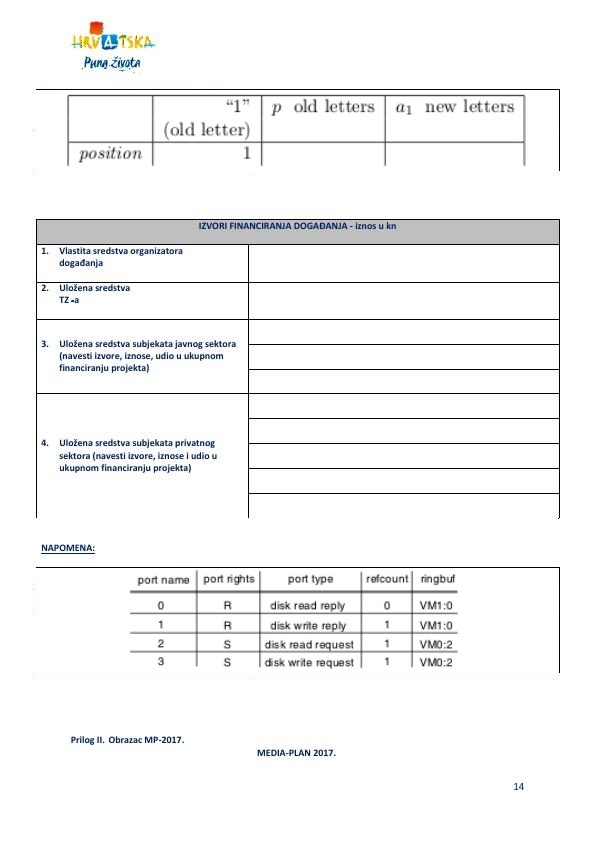 HRVATSKA
Puna života
“1” p old letters a1 new letters
(old letter)
position 1
IZVORI FINANCIRANJA DOGAĐANJA - iznos u kn
1. Vlastita sredstva organizatora
događanja
2. Uložena sredstva
TZ -a
3. Uložena sredstva subjekata javnog sektora
(navesti izvore, iznose, udio u ukupnom
financiranju projekta)
4. Uložena sredstva subjekata privatnog
sektora (navesti izvore, iznose i udio u
ukupnom financiranju projekta)
NAPOMENA:
port name port rights port type refcount ringbuf
0 R disk read reply 0 VM1:0
1 R disk write reply 1 VM1:0
2 S disk read request 1 VM0:2
3 S disk write request 1 VM0:2
Prilog II. Obrazac MP-2017.
MEDIA-PLAN 2017.
14